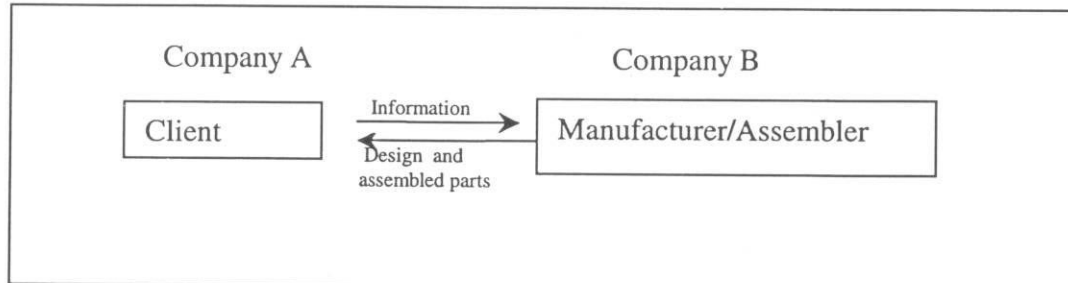 Company A
Company B
Client
Information
Manufacturer/Assembler
Design and
assembled parts